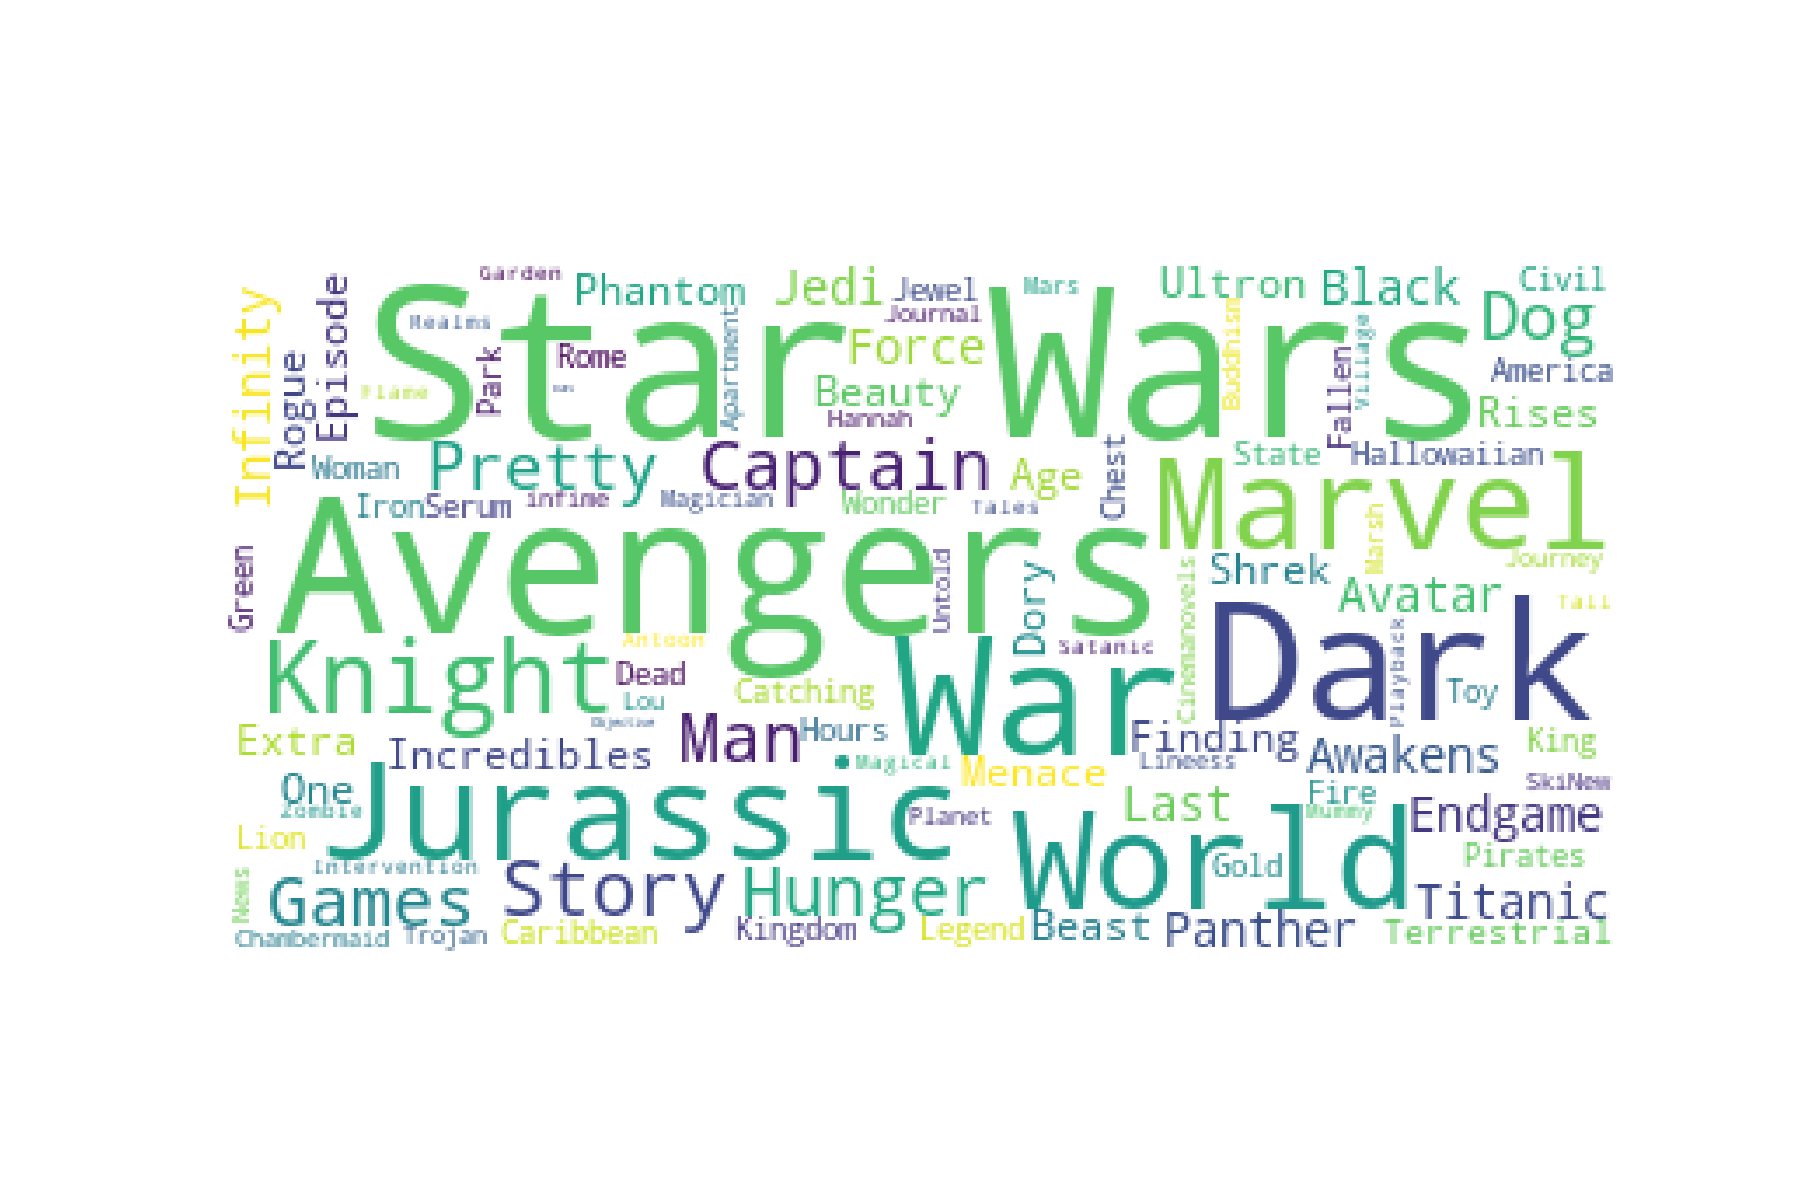 Garden
Phantom
Jedi
Jewel
Mars
Ultron
Black
Civil
Infinity
Episode
Realms
Star Wars
Journal
Buddhism
Village
Dog
Rogue
Park
Rome
Apartment
Force
Fallen
America
Flame
Beauty
Hannah
Rises
Woman
Pretty
Captain
Age
Chest
State
Hallowaiian
Iron
Serum
infime
Magician
Wonder
Tales
Marvel
Marsh
Green
Avengers
Untold
Dory
Cinemanovels
Shrek
Journey
Avatar
Tall
Knight
Antoon
Dead
Lou
Catching
War
Satanic
Dark
Playback
Toy
Objective
Extra
Incredibles
Man
Hours
Finding
Awakens
King
Magical
Menace
Lineess
SkiNew
One
Zombie
Jurassic
Planet
Last
Fire
Mummy
Endgame
Lion
World
Gold
Pirates
Intervention
News
Games
Story
Hunger
Titanic
Chambermaid
Trojan
Caribbean
Kingdom
Legend
Beast
Panther
Terrestrial